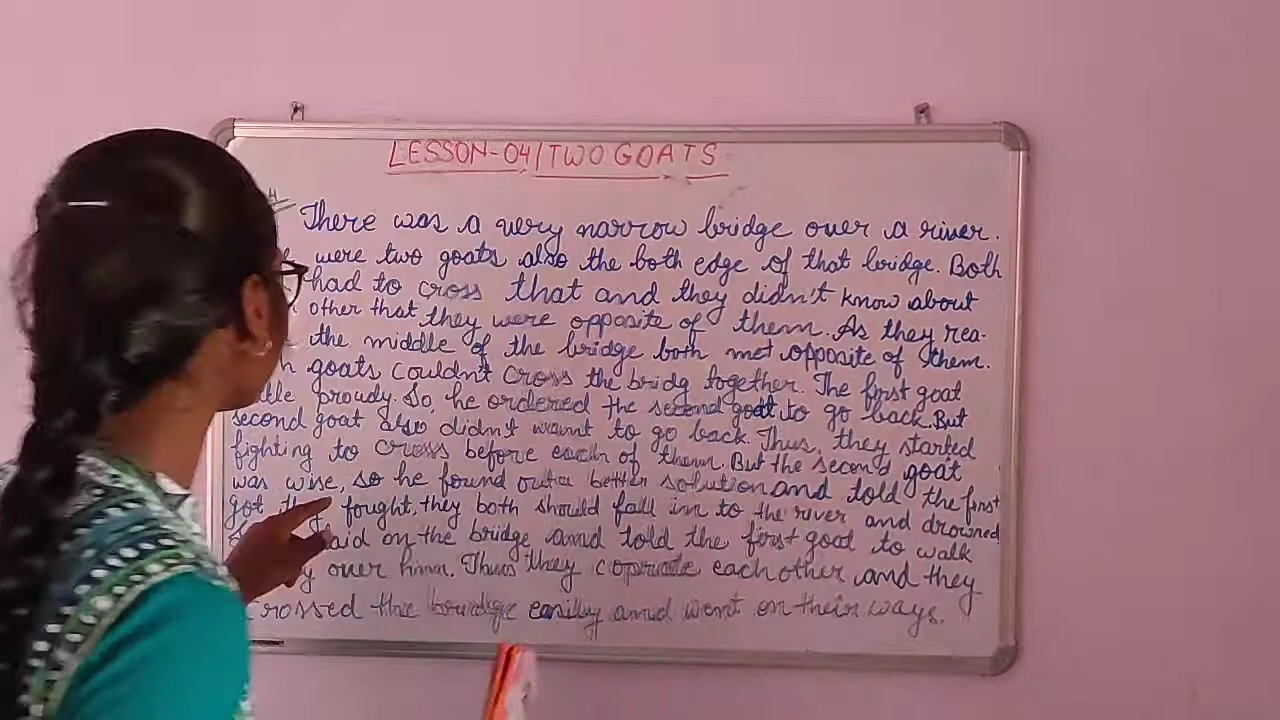 LESSON-04/TWO GOATS
There was a very narrow bridge over a river.
were two goats also the both edge of that bridge. Both
had to cross that and they didn't know about
other that they were opposite of them. As they rea-
the middle of the bridge both met opposite of them.
goats couldn't cross the bridg together. The first goat
proudy. So, he ordered the second goat to go back. But
second goat also didn't want to go back. Thus, they started
fighting to cross before each of them. But the second goat
was wise, so he found out a better solution and told the first
got fought, they both should fall in to the river and drowned
on the bridge and told the first goat to walk
over him. Thus they each other and they
crossed the bridge easily and went on their ways.